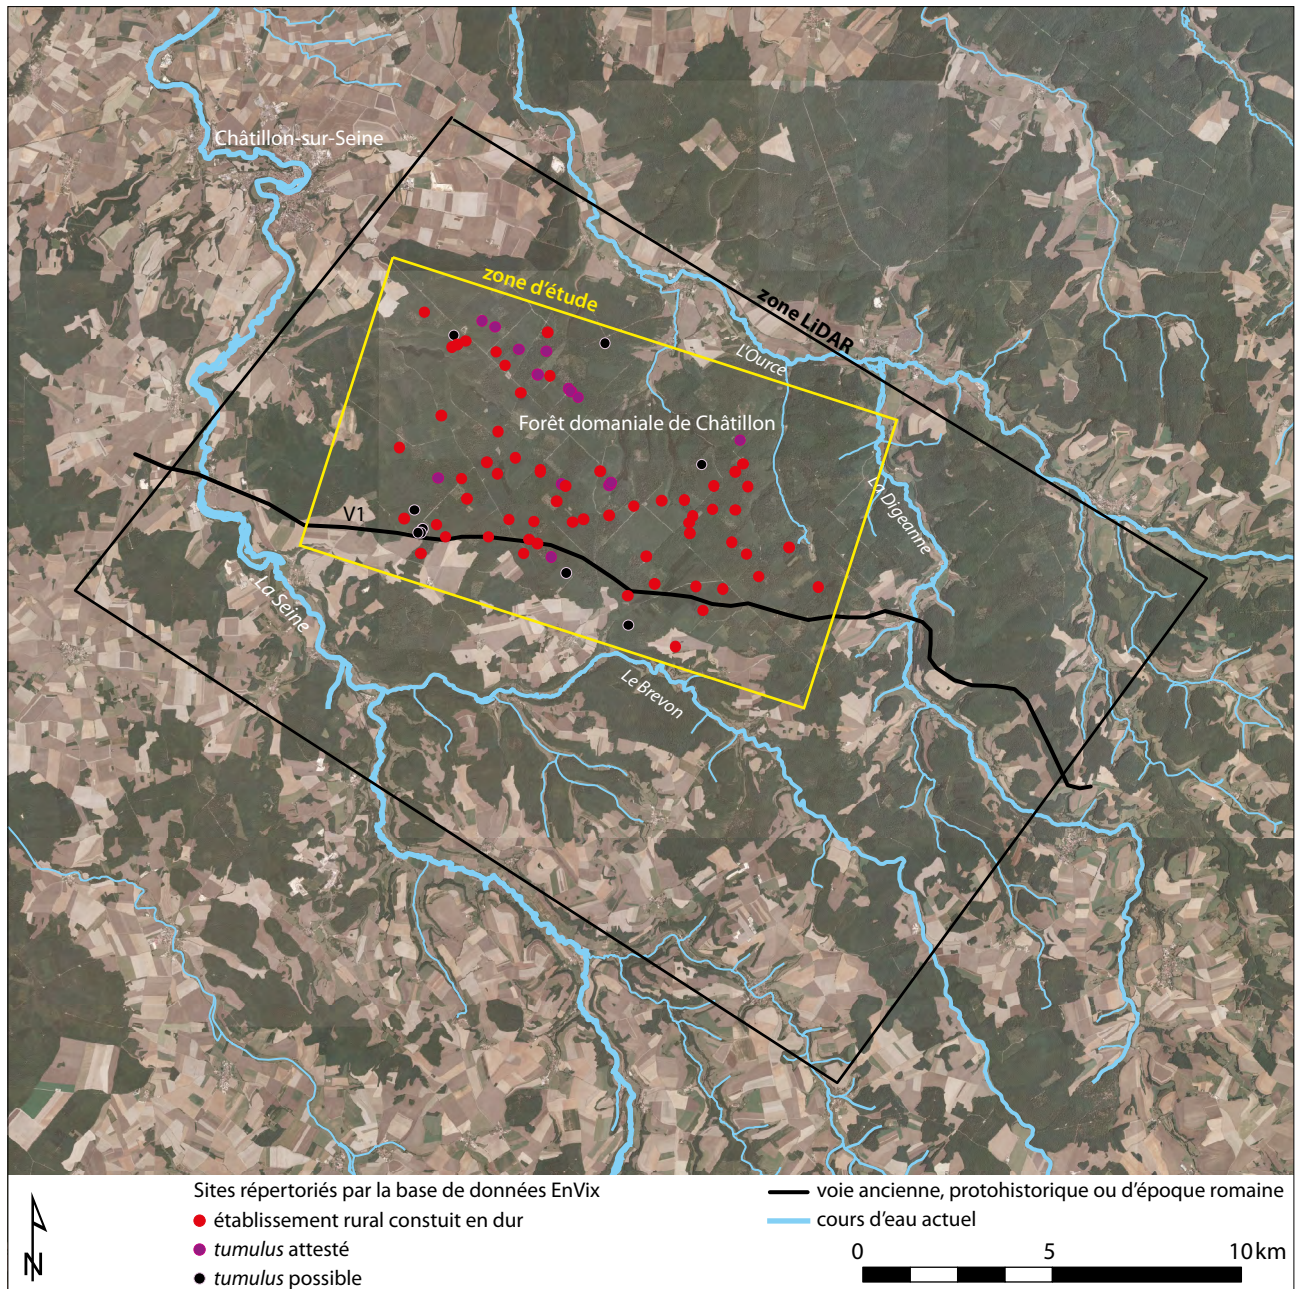 Châtillon-sur-Seine
zone d'étude
zone LiDAR
L'Ource
Forêt domaniale de Châtillon
La Digeanne
V1
La Seine
Le Brevon
Sites répertoriés par la base de données EnVix
établissement rural constuit en dur
tumulus attesté
tumulus possible
voie ancienne, protohistorique ou d'époque romaine
cours d'eau actuel
0 5 10 km
N